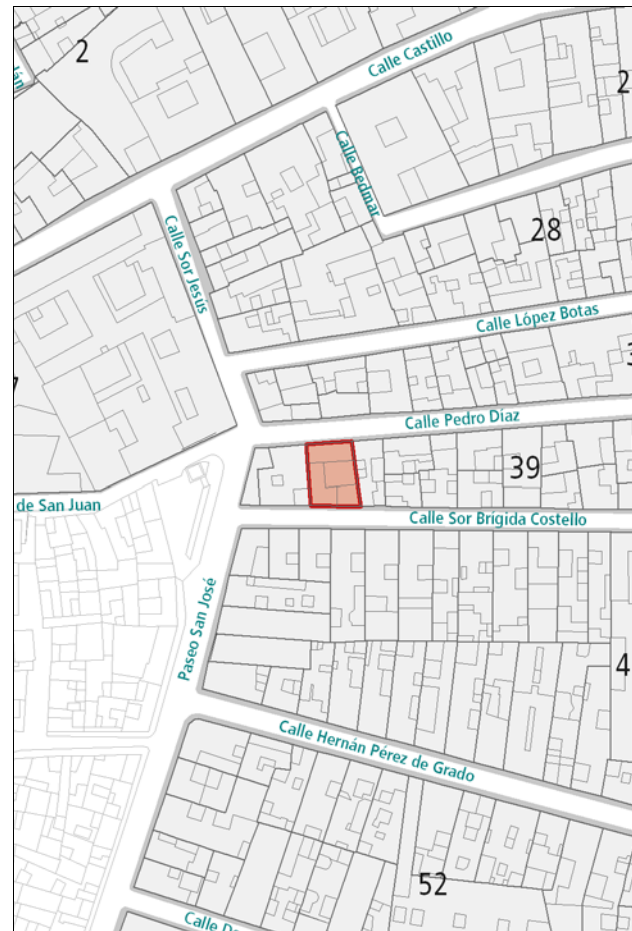 2
Calle Castillo
2
Calle Bedmar
Calle Sor Jesús
28
Calle López Botas
Calle Pedro Díaz
39
de San Juan
Calle Sor Brígida Costello
Paseo San José
4
Calle Hernán Pérez de Grado
52